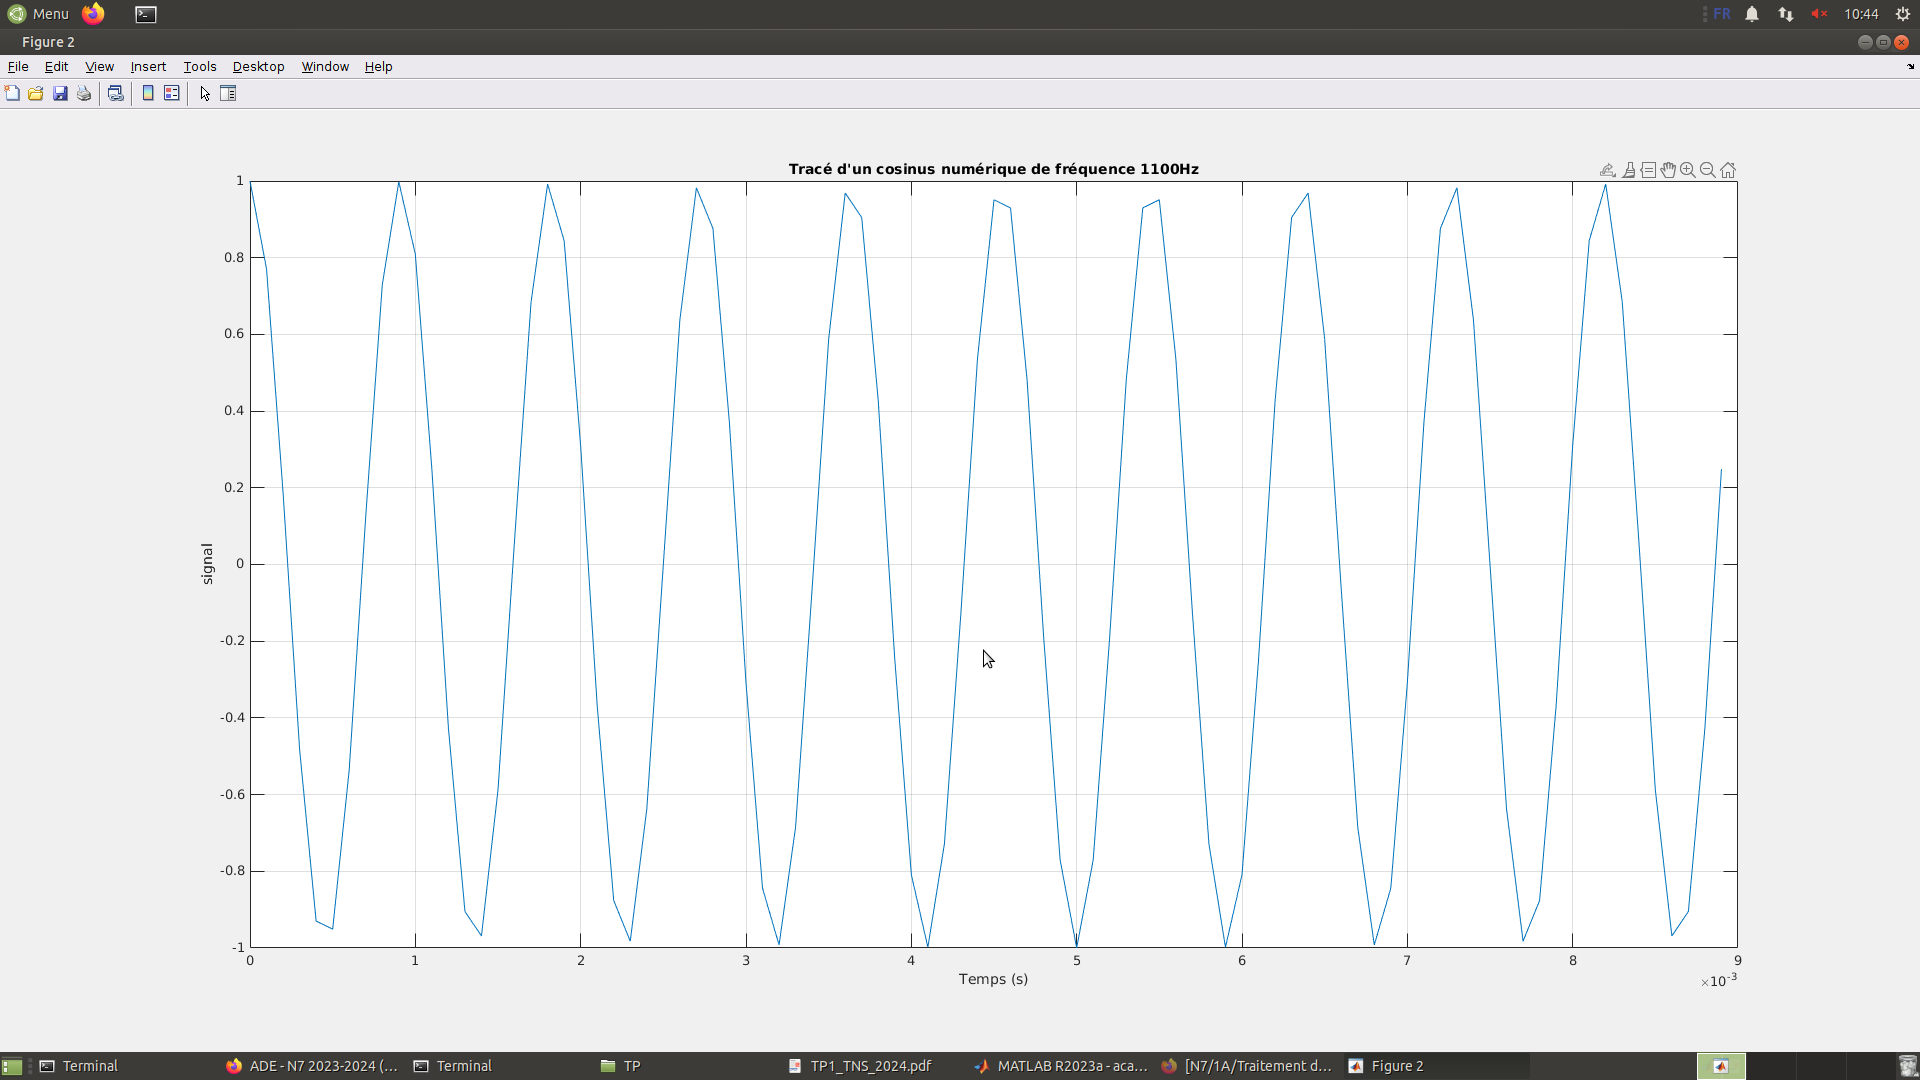 Menu
FR
10:44
Figure 2
File Edit View Insert Tools Desktop Window Help
Tracé d'un cosinus numérique de fréquence 1100Hz
1
0.8
0.6
0.4
0.2
0
-0.2
-0.4
-0.6
-0.8
-1
signal
0 1 2 3 4 5 6 7 8 9
Temps (s)
×10-3
Terminal
ADE - N7 2023-2024 (...
Terminal
TP
TP1_TNS_2024.pdf
MATLAB R2023a - aca...
[N7/1A/Traitement d...
Figure 2